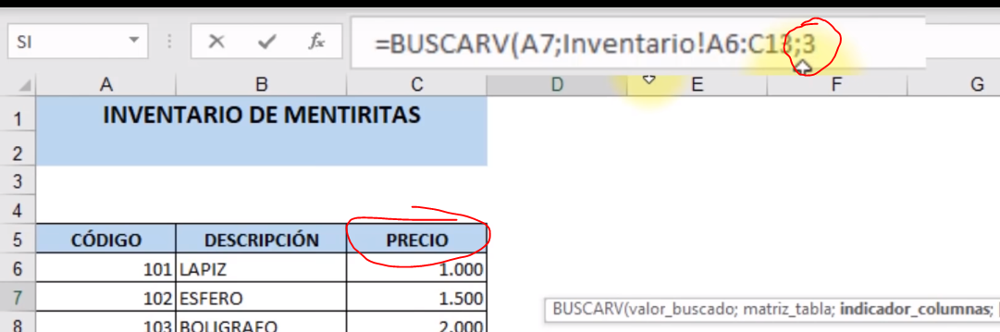 SI fx =BUSCARV(A7;Inventario!A6:C13;3
A B C D E F G
1 INVENTARIO DE MENTIRITAS
2
3
4
5 CÓDIGO DESCRIPCIÓN PRECIO
6 101 LAPIZ 1.000
7 102 ESFERO 1.500
BUSCARV(valor_buscado; matriz_tabla; indicador_columnas;
8 103 BOLIGRAFO 2.000